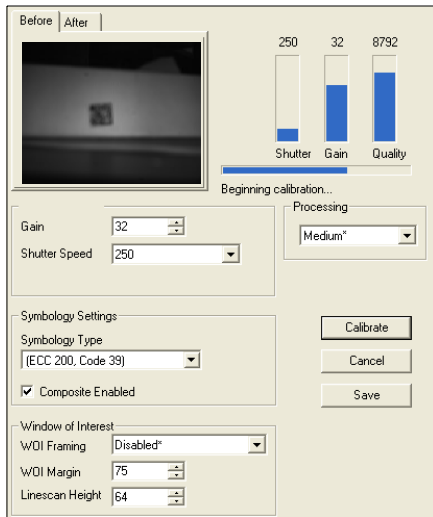 Before After
250 32 8792
Shutter Gain Quality
Beginning calibration...
Gain 32
Shutter Speed 250
Processing
Medium*
Symbology Settings
Symbology Type
(ECC 200, Code 39)
Composite Enabled
Calibrate
Cancel
Save
Window of Interest
WOI Framing Disabled*
WOI Margin 75
Linescan Height 64